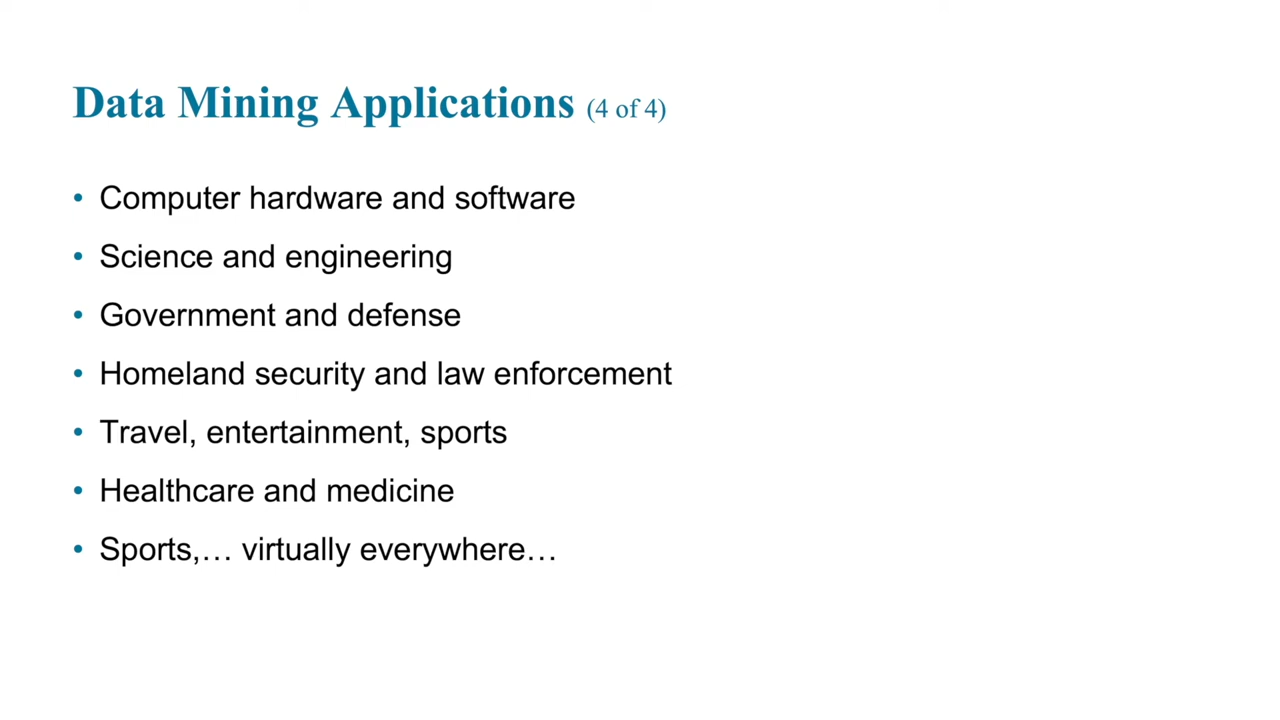 Data Mining Applications (4 of 4)
• Computer hardware and software
• Science and engineering
• Government and defense
• Homeland security and law enforcement
• Travel, entertainment, sports
• Healthcare and medicine
• Sports,… virtually everywhere…